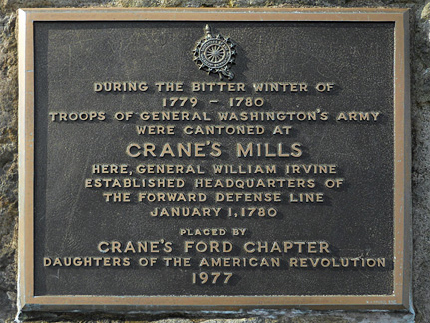 DURING THE BITTER WINTER OF
1779 - 1780
TROOPS OF GENERAL WASHINGTON'S ARMY
WERE CANTONED AT
CRANE'S MILLS
HERE, GENERAL WILLIAM IRVINE
ESTABLISHED HEADQUARTERS OF
THE FORWARD DEFENSE LINE
JANUARY 1, 1780
PLACED BY
CRANE'S FORD CHAPTER
DAUGHTERS OF THE AMERICAN REVOLUTION
1977